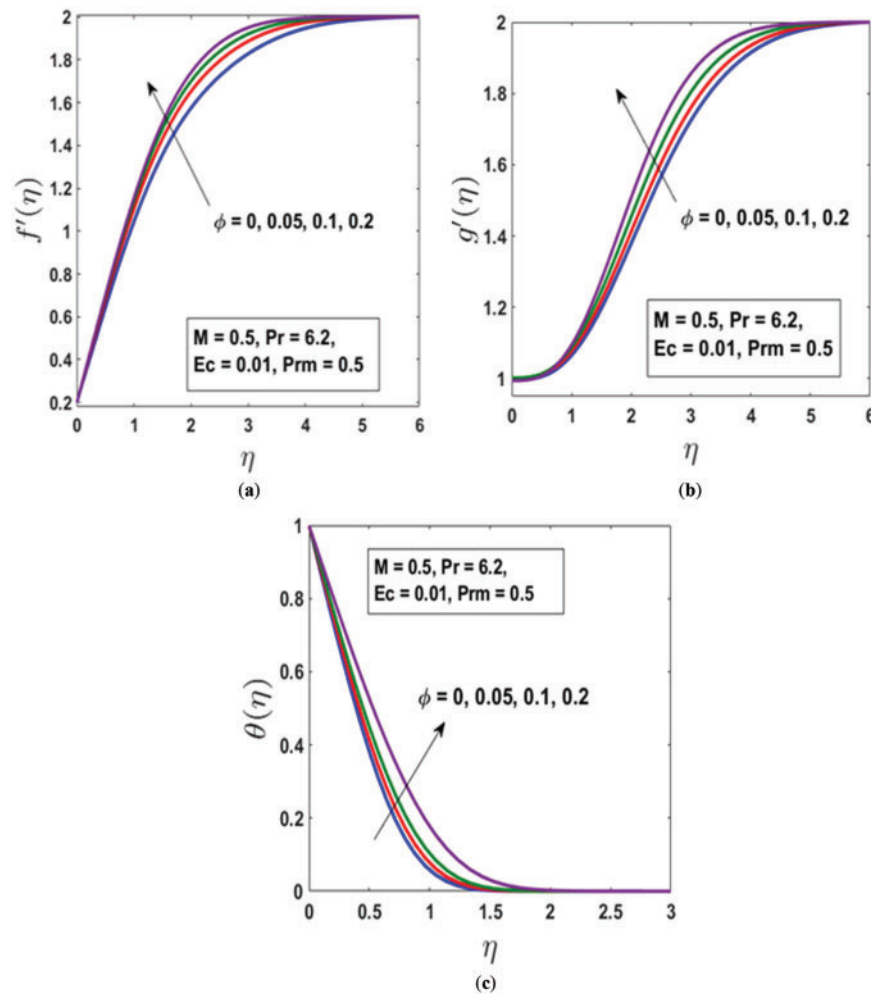 2
1.8
1.6
1.4
1.2
1
0.8
0.6
0.4
0.2
f'(η)
ϕ = 0, 0.05, 0.1, 0.2
M = 0.5, Pr = 6.2,
Ec = 0.01, Prm = 0.5
0 1 2 3 4 5 6
η
(a)
2
1.8
1.6
1.4
1.2
1
g'(η)
ϕ = 0, 0.05, 0.1, 0.2
M = 0.5, Pr = 6.2,
Ec = 0.01, Prm = 0.5
0 1 2 3 4 5 6
η
(b)
1
0.8
0.6
0.4
0.2
0
θ(η)
M = 0.5, Pr = 6.2,
Ec = 0.01, Prm = 0.5
ϕ = 0, 0.05, 0.1, 0.2
0 0.5 1 1.5 2 2.5 3
η
(c)